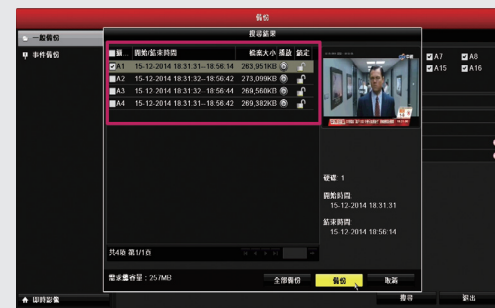 備份
一般備份
事件備份
搜尋結果
頻... 開始/結束時間 檔案大小 播放 鎖定
A1 15-12-2014 18:31:31--18:56:14 263,951KB
A2 15-12-2014 18:31:32--18:56:42 273,099KB
A3 15-12-2014 18:31:32--18:56:44 269,560KB
A4 15-12-2014 18:31:31--18:56:42 269,382KB
A7 A8
A15 A16
硬碟: 1
開始時間:
15-12-2014 18:31:31
結束時間:
15-12-2014 18:56:14
共4項 第1/1頁
需求總容量：257MB
全部備份 備份 取消
即時影像 搜尋 退出